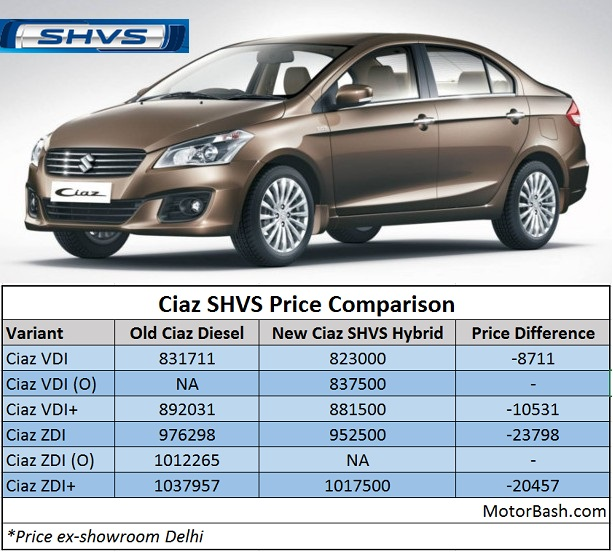 SHVS
Ciaz
Ciaz SHVS Price Comparison
Variant Old Ciaz Diesel New Ciaz SHVS Hybrid Price Difference
Ciaz VDI 831711 823000 -8711
Ciaz VDI (O) NA 837500 -
Ciaz VDI+ 892031 881500 -10531
Ciaz ZDI 976298 952500 -23798
Ciaz ZDI (O) 1012265 NA -
Ciaz ZDI+ 1037957 1017500 -20457
MotorBash.com
*Price ex-showroom Delhi